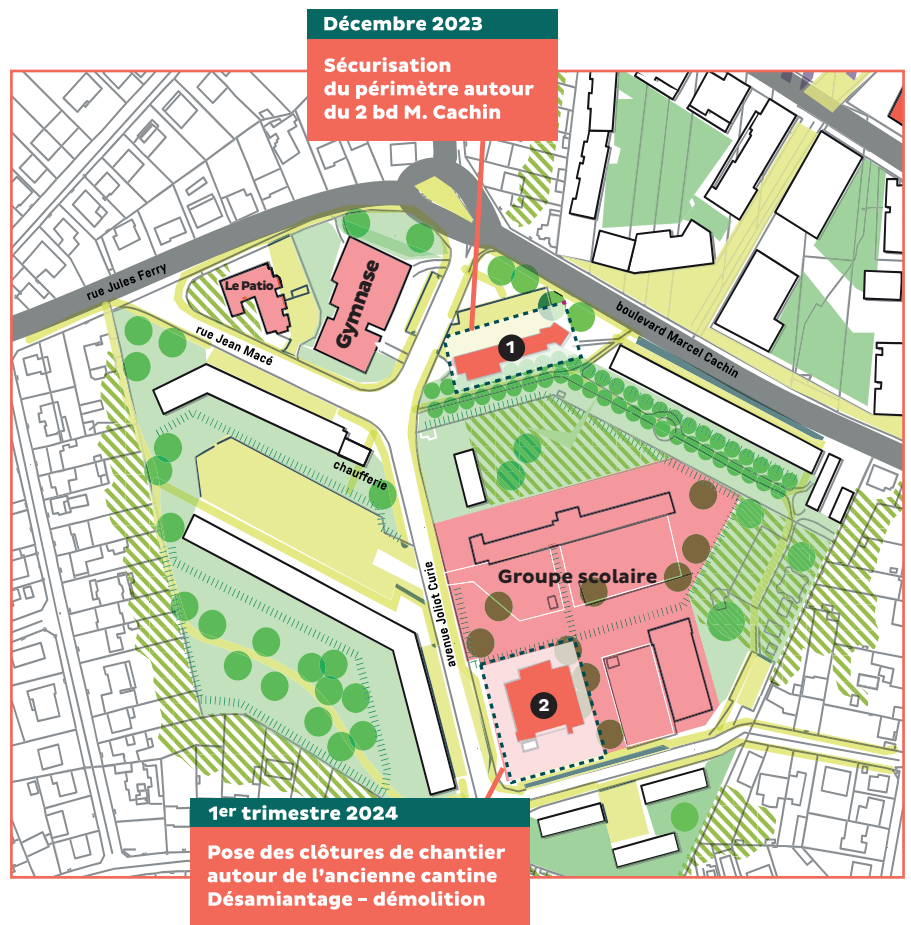 Décembre 2023
Sécurisation
du périmètre autour
du 2 bd M. Cachin
rue Jules Ferry
Le Patio
Gymnase
rue Jean Macé
boulevard Marcel Cachin
1
chaufferie
avenue Joliot Curie
Groupe scolaire
2
1er trimestre 2024
Pose des clôtures de chantier
autour de l'ancienne cantine
Désamiantage – démolition